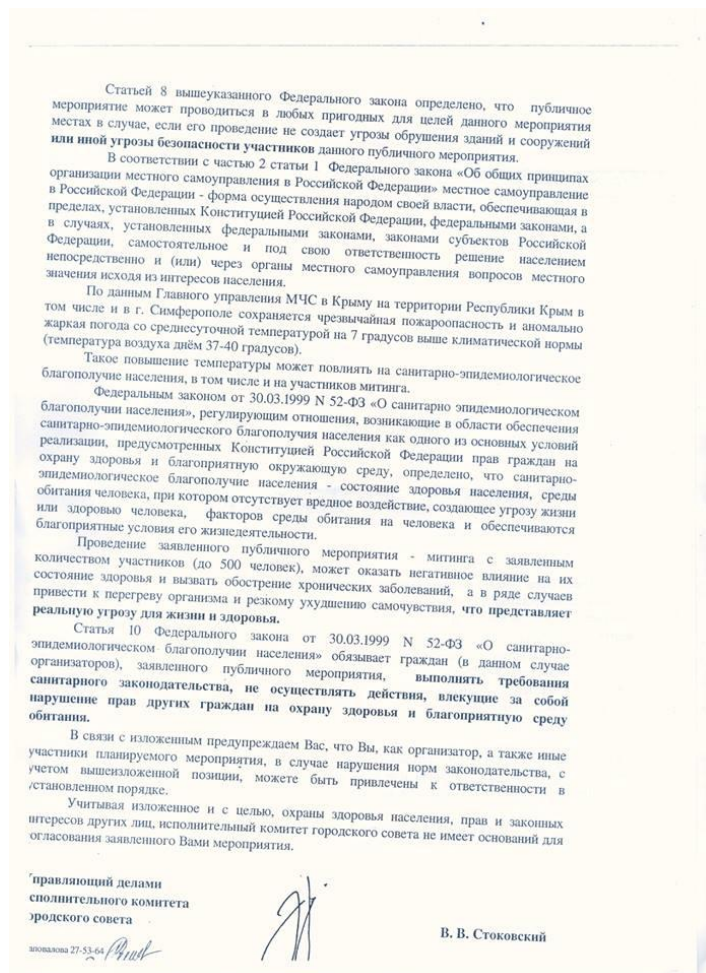 Статьей 8 вышеуказанного Федерального закона определено, что публичное
мероприятие может проводиться в любых пригодных для целей данного мероприятия
местах в случае, если его проведение не создает угрозы обрушения зданий и сооружений
или иной угрозы безопасности участников данного публичного мероприятия.
В соответствии с частью 2 статьи 1 Федерального закона «Об общих принципах
организации местного самоуправления в Российской Федерации» местное самоуправление
в Российской Федерации - форма осуществления народом своей власти, обеспечивающая в
пределах, установленных Конституцией Российской Федерации, федеральными законами, а
в случаях, установленных федеральными законами, законами субъектов Российской
Федерации, самостоятельное и под свою ответственность решение населением
непосредственно и (или) через органы местного самоуправления вопросов местного
значения исходя из интересов населения.
По данным Главного управления МЧС в Крыму на территории Республики Крым в
том числе и в г. Симферополе сохраняется чрезвычайная пожароопасность и аномально
жаркая погода со среднесуточной температурой на 7 градусов выше климатической нормы
(температура воздуха днём 37-40 градусов).
Такое повышение температуры может повлиять на санитарно-эпидемиологическое
благополучие населения, в том числе и на участников митинга.
Федеральным законом от 30.03.1999 N 52-ФЗ «О санитарно эпидемиологическом
благополучии населения», регулирующим отношения, возникающие в области обеспечения
санитарно-эпидемиологического благополучия населения как одного из основных условий
реализации, предусмотренных Конституцией Российской Федерации прав граждан на
охрану здоровья и благоприятную окружающую среду, определено, что санитарно-
эпидемиологическое благополучие населения - состояние здоровья населения, среды
обитания человека, при котором отсутствует вредное воздействие, создающее угрозу жизни
или здоровью человека, факторов среды обитания на человека и обеспечиваются
благоприятные условия его жизнедеятельности.
Проведение заявленного публичного мероприятия - митинга с заявленным
количеством участников (до 500 человек), может оказать негативное влияние на их
состояние здоровья и вызвать обострение хронических заболеваний, а в ряде случаев
привести к перегреву организма и резкому ухудшению самочувствия, что представляет
реальную угрозу для жизни и здоровья.
Статья 10 Федерального закона от 30.03.1999 N 52-ФЗ «О санитарно-
эпидемиологическом благополучии населения» обязывает граждан (в данном случае
организаторов), заявленного публичного мероприятия, выполнять требования
санитарного законодательства, не осуществлять действия, влекущие за собой
нарушение прав других граждан на охрану здоровья и благоприятную среду
обитания.
В связи с изложенным предупреждаем Вас, что Вы, как организатор, а также иные
участники планируемого мероприятия, в случае нарушения норм законодательства, с
учетом вышеизложенной позиции, можете быть привлечены к ответственности в
установленном порядке.
Учитывая изложенное и с целью, охраны здоровья населения, прав и законных
интересов других лиц, исполнительный комитет городского совета не имеет оснований для
огласования заявленного Вами мероприятия.
правляющий делами
сполнительного комитета
ородского совета
В. В. Стоковский
27-53-64